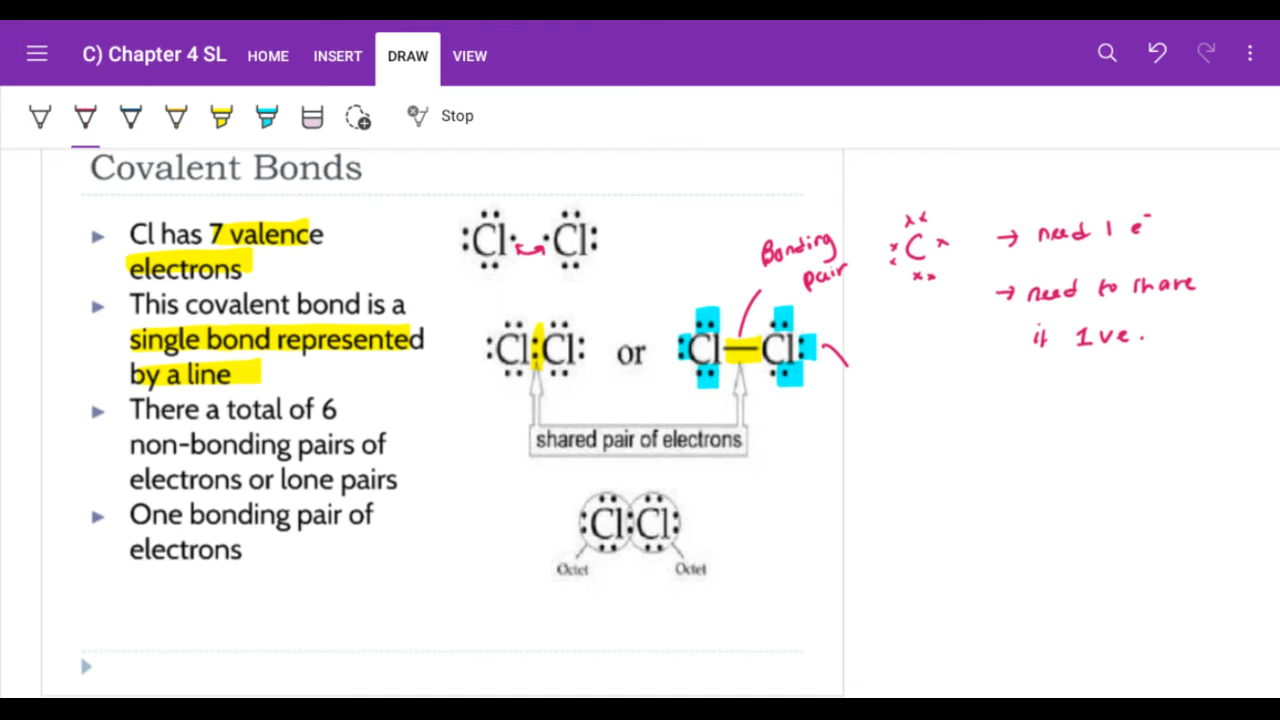 C) Chapter 4 SL HOME INSERT DRAW VIEW
Stop
Covalent Bonds
Cl has 7 valence
electrons
This covalent bond is a
single bond represented
by a line
There a total of 6
non-bonding pairs of
electrons or lone pairs
One bonding pair of
electrons
Cl Cl
Cl Cl or Cl — Cl
shared pair of electrons
Cl Cl
Octet Octet
Bonding
pair
C
→ need 1 e⁻
→ need to share
1 ve.